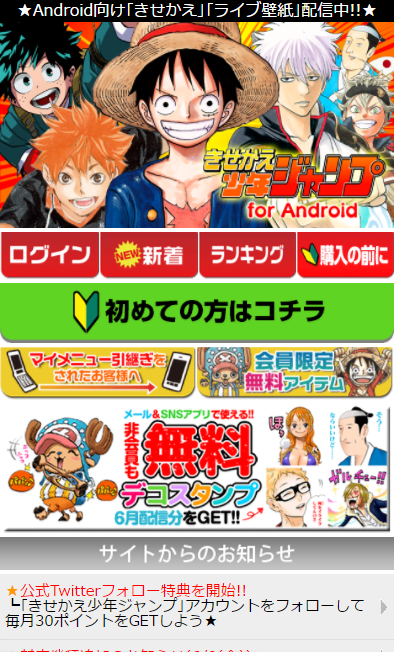 ★Android向け「きせかえ」「ライブ壁紙」配信中!!★
きせかえ
少年ジャンプ
for Android
ログイン
NEW 新着
ランキング
購入の前に
初めての方はコチラ
マイメニュー引継ぎを
されたお客様へ
会員限定
無料アイテム
メール&SNSアプリで使える!!
非会員も
無料
デコスタンプ
6月配信分をGET!!
サイトからのお知らせ
★公式Twitterフォロー特典を開始!!
┗「きせかえ少年ジャンプ」アカウントをフォローして
毎月30ポイントをGETしよう★